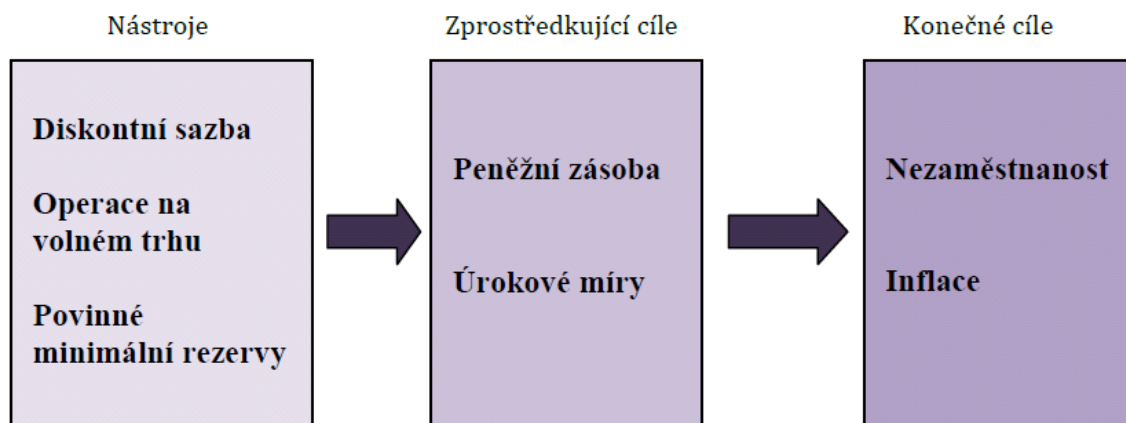 Nástroje
Zprostředkující cíle
Konečné cíle
Diskontní sazba
Operace na
volném trhu
Povinné
minimální rezervy
Peněžní zásoba
Úrokové míry
Nezaměstnanost
Inflace